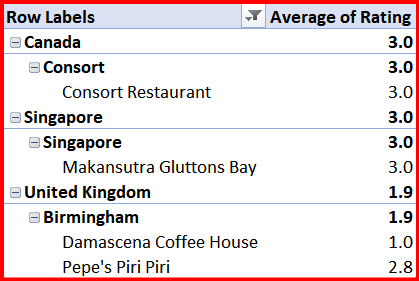 Row Labels Average of Rating
Canada 3.0
Consort 3.0
Consort Restaurant 3.0
Singapore 3.0
Singapore 3.0
Makansutra Gluttons Bay 3.0
United Kingdom 1.9
Birmingham 1.9
Damascena Coffee House 1.0
Pepe's Piri Piri 2.8